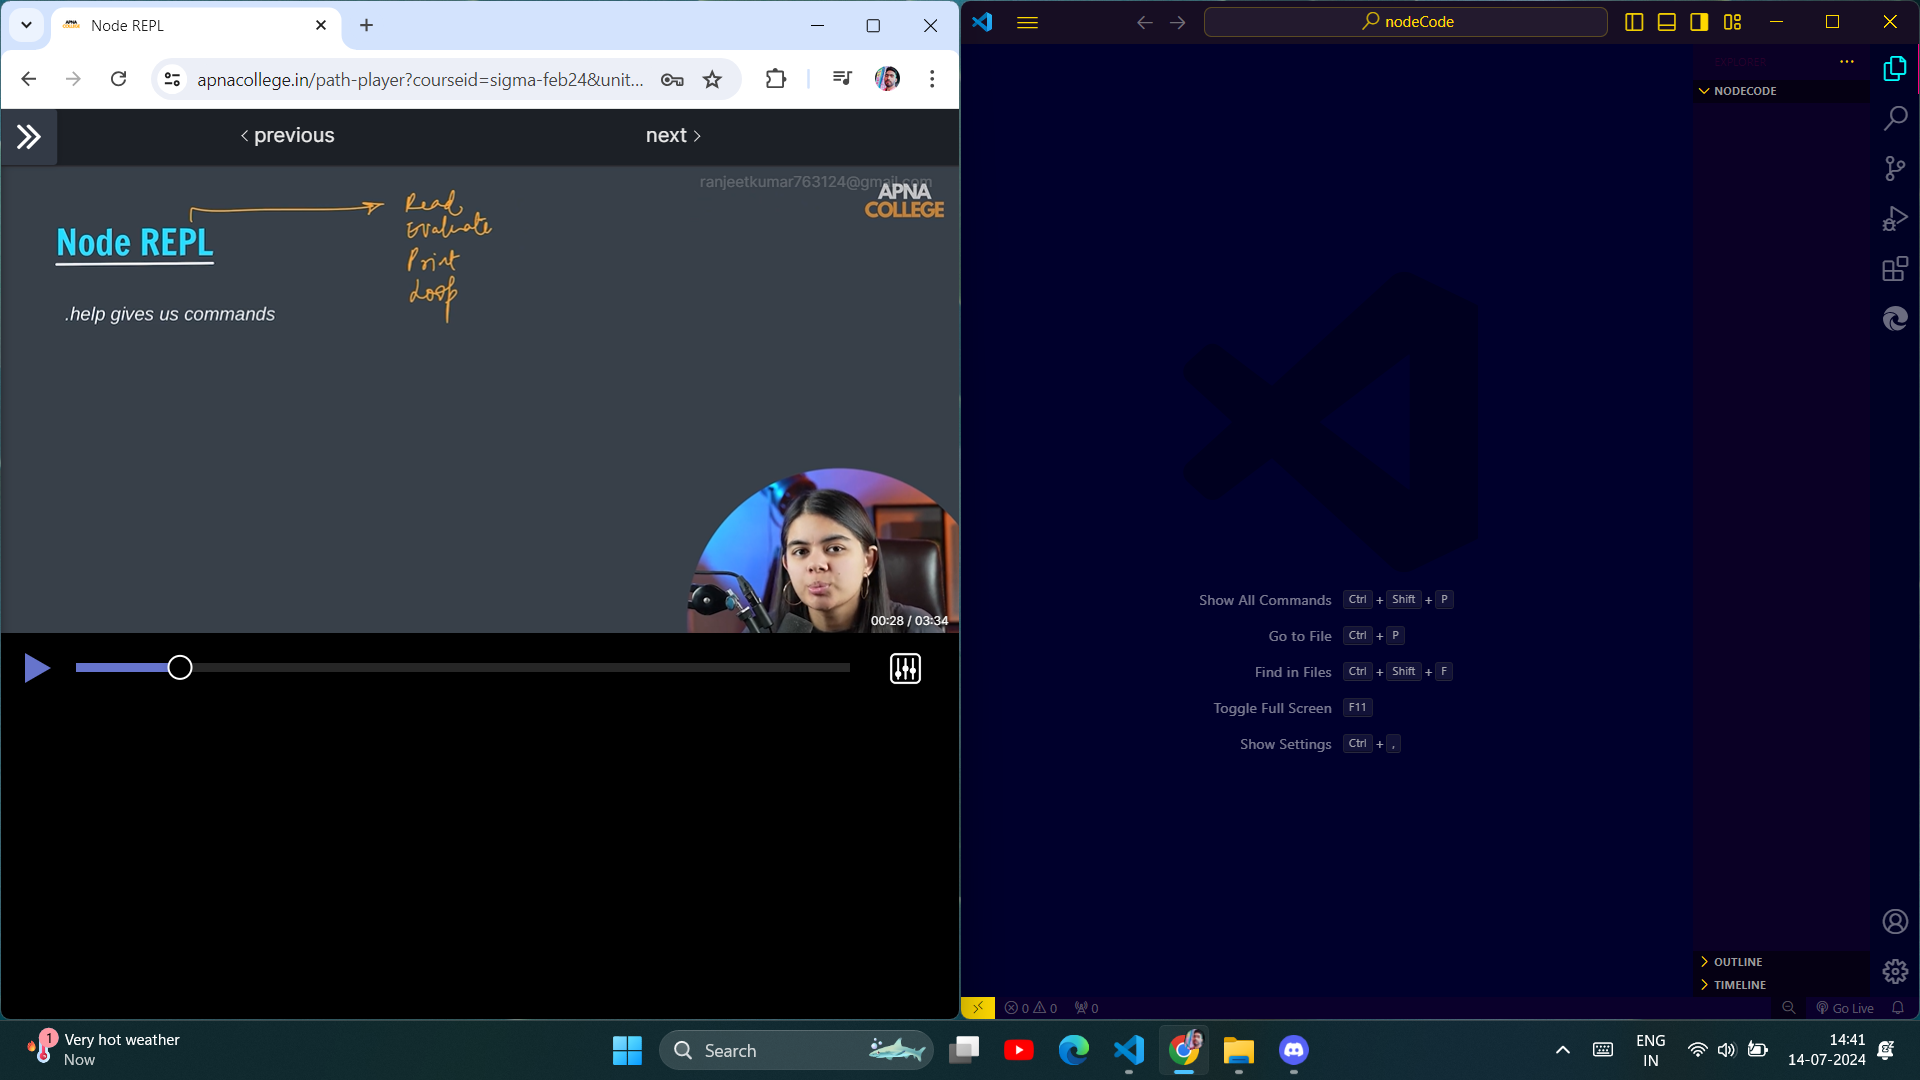 Node REPL
apnacollege.in/path-player?courseid=sigma-feb24&unit...
previous
next
ranjeetkumar763124@gmail.com
APNA
COLLEGE
Node REPL
Read
Evaluate
Print
Loop
.help gives us commands
00:28 / 03:34
nodeCode
EXPLORER
NODECODE
Show All Commands Ctrl + Shift + P
Go to File Ctrl + P
Find in Files Ctrl + Shift + F
Toggle Full Screen F11
Show Settings Ctrl + ,
OUTLINE
TIMELINE
0 0 0
Go Live
1
Very hot weather
Now
Search
ENG
IN
14:41
14-07-2024